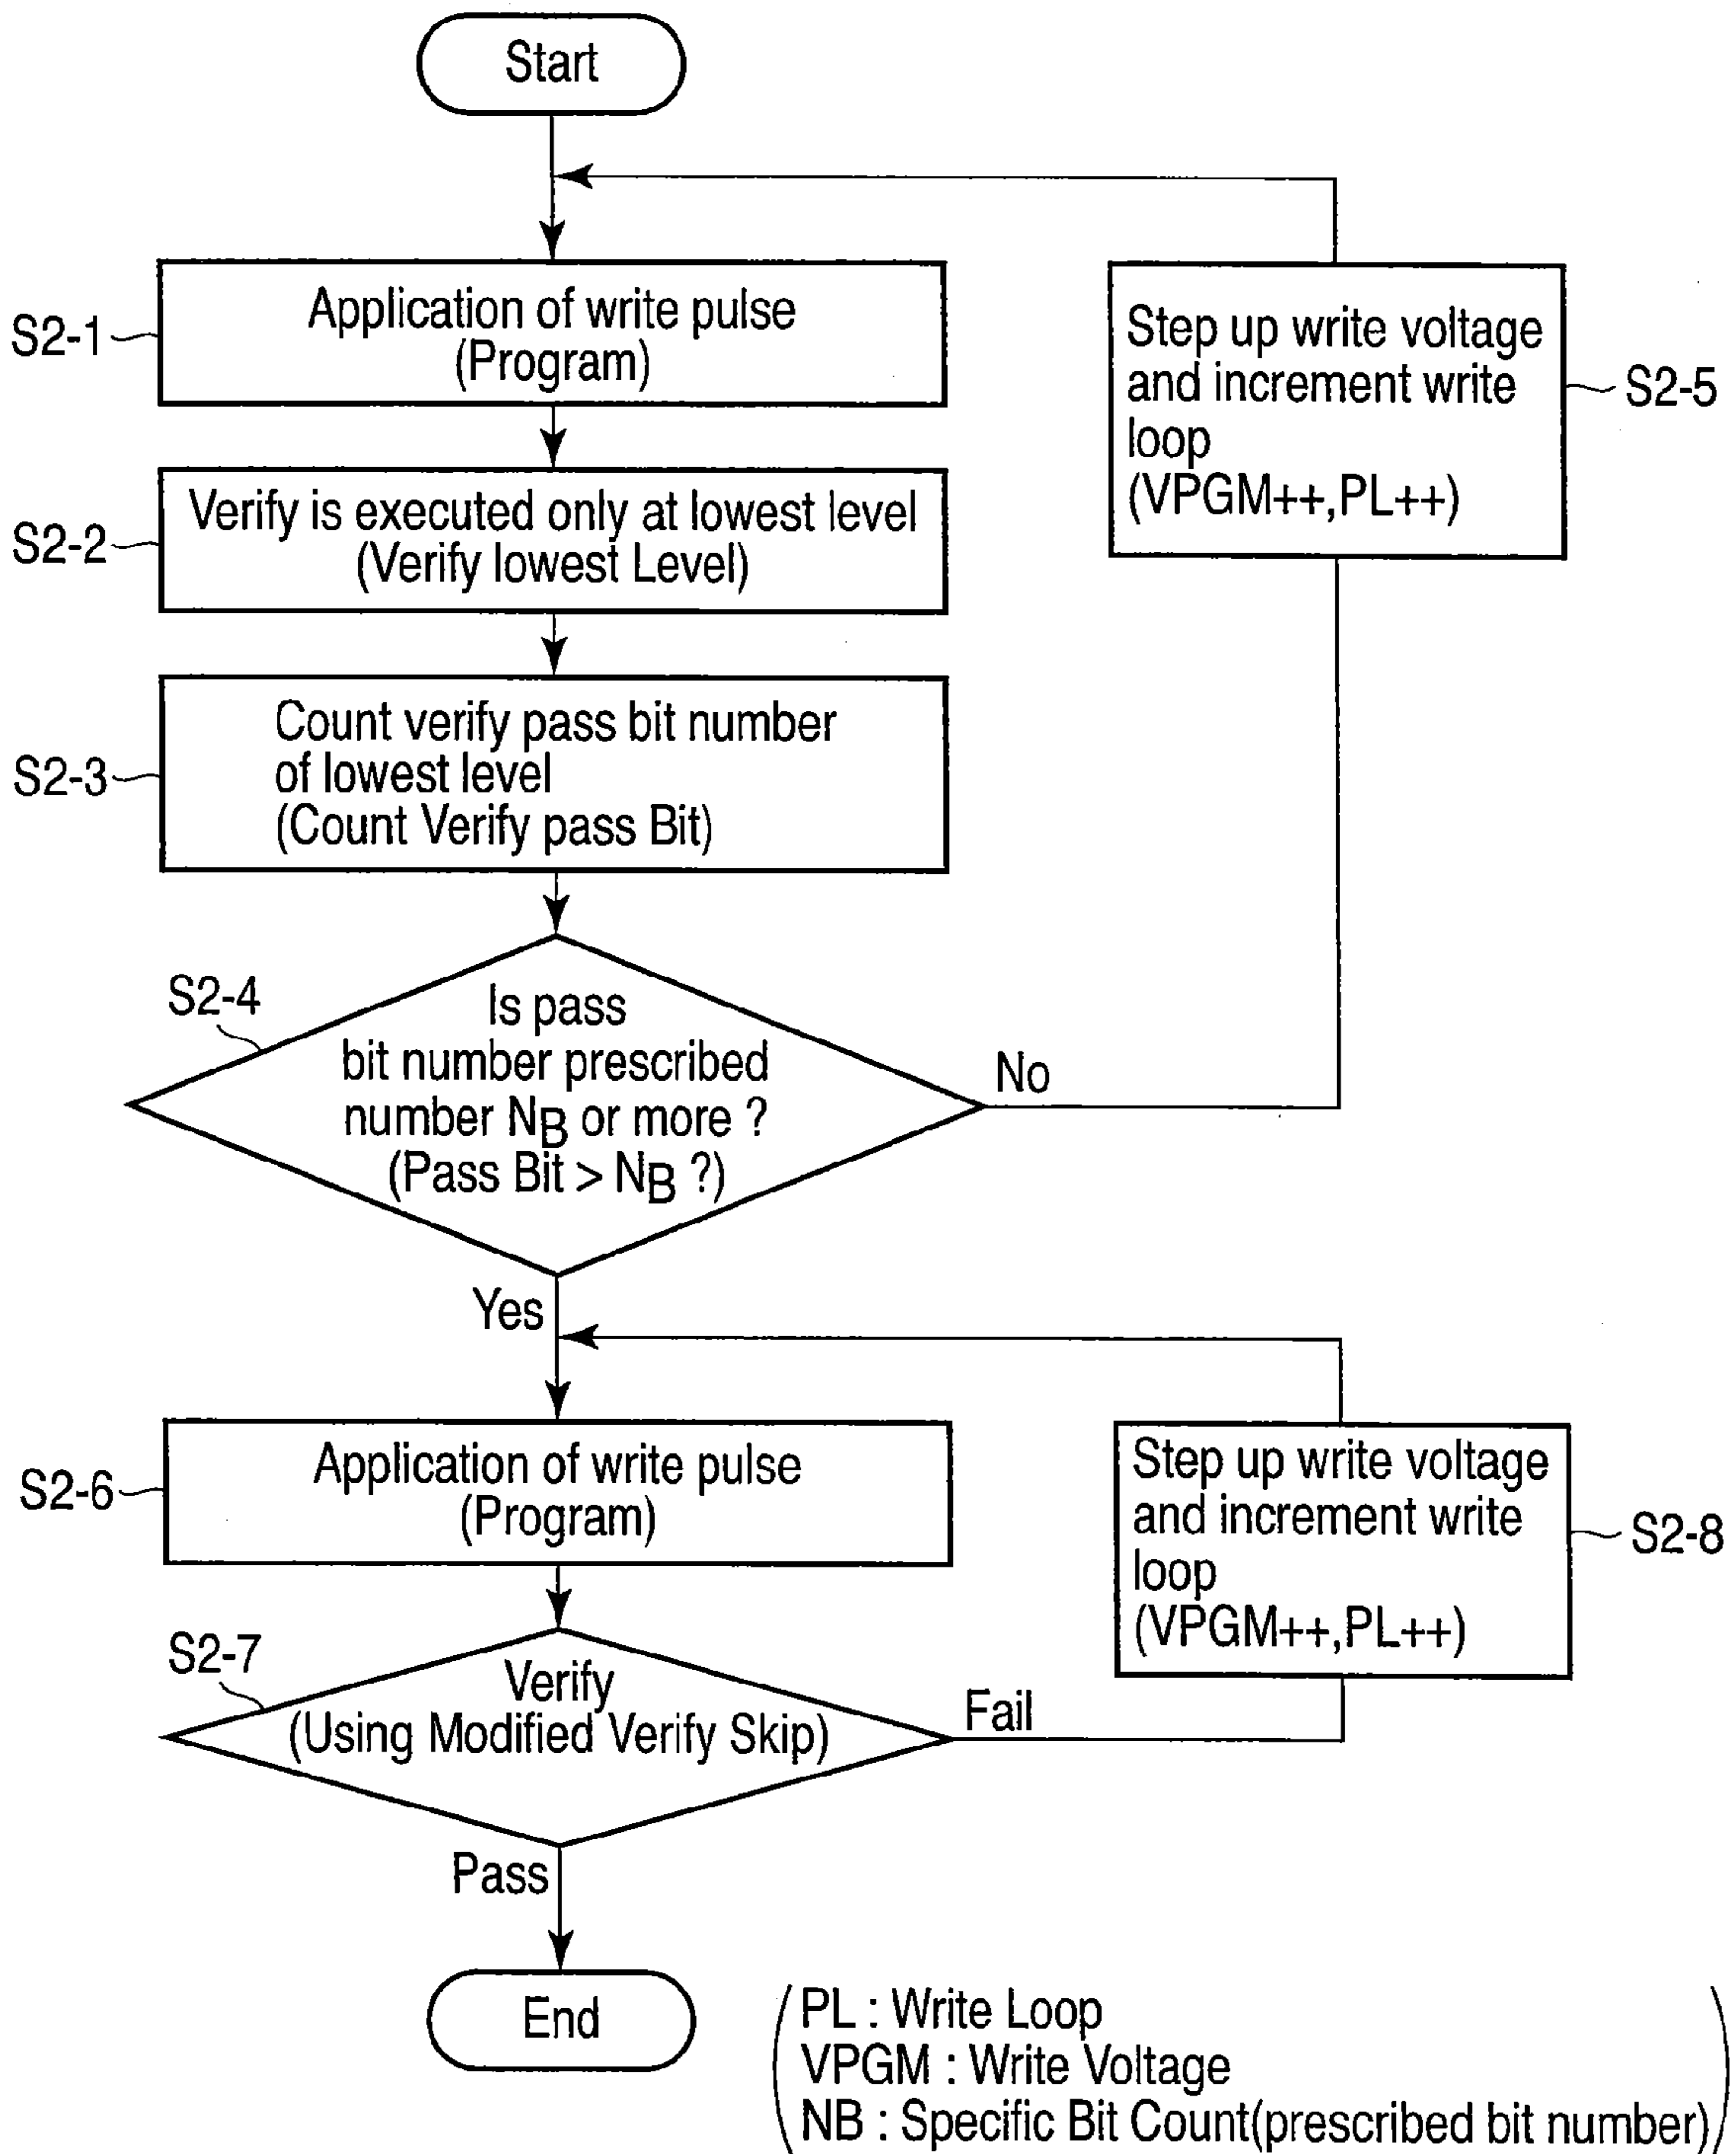 Start
S2-1
Application of write pulse
(Program)
S2-2
Verify is executed only at lowest level
(Verify lowest Level)
S2-3
Count verify pass bit number
of lowest level
(Count Verify pass Bit)
S2-4
Is pass
bit number prescribed
number NB or more ?
(Pass Bit > NB ?)
No
Step up write voltage
and increment write
loop
(VPGM++,PL++)
S2-5
Yes
S2-6
Application of write pulse
(Program)
S2-7
Verify
(Using Modified Verify Skip)
Fail
Step up write voltage
and increment write
loop
(VPGM++,PL++)
S2-8
Pass
End
PL : Write Loop
VPGM : Write Voltage
NB : Specific Bit Count(prescribed bit number)